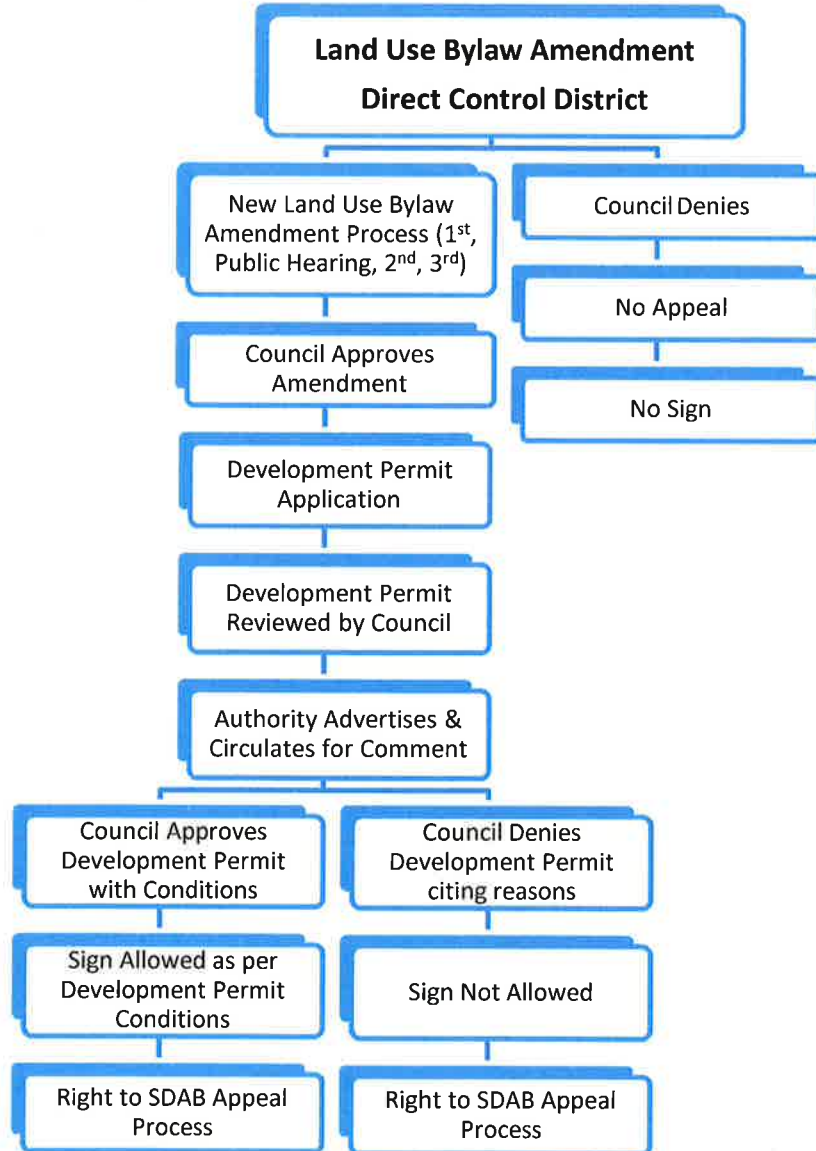 Land Use Bylaw Amendment
Direct Control District
New Land Use Bylaw
Amendment Process (1st,
Public Hearing, 2nd, 3rd)
Council Approves
Amendment
Development Permit
Application
Development Permit
Reviewed by Council
Authority Advertises &
Circulates for Comment
Council Approves
Development Permit
with Conditions
Sign Allowed as per
Development Permit
Conditions
Right to SDAB Appeal
Process
Council Denies
Development Permit
citing reasons
Sign Not Allowed
Right to SDAB Appeal
Process
Council Denies
No Appeal
No Sign